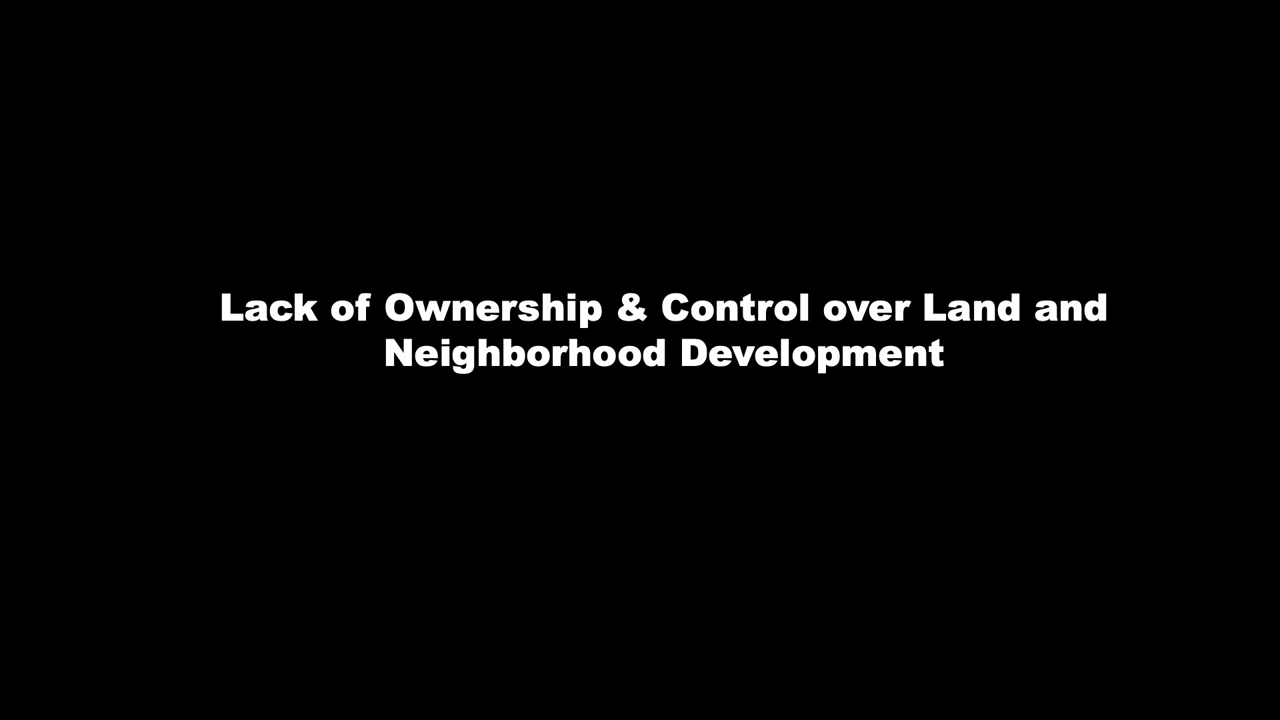 Lack of Ownership & Control over Land and
Neighborhood Development